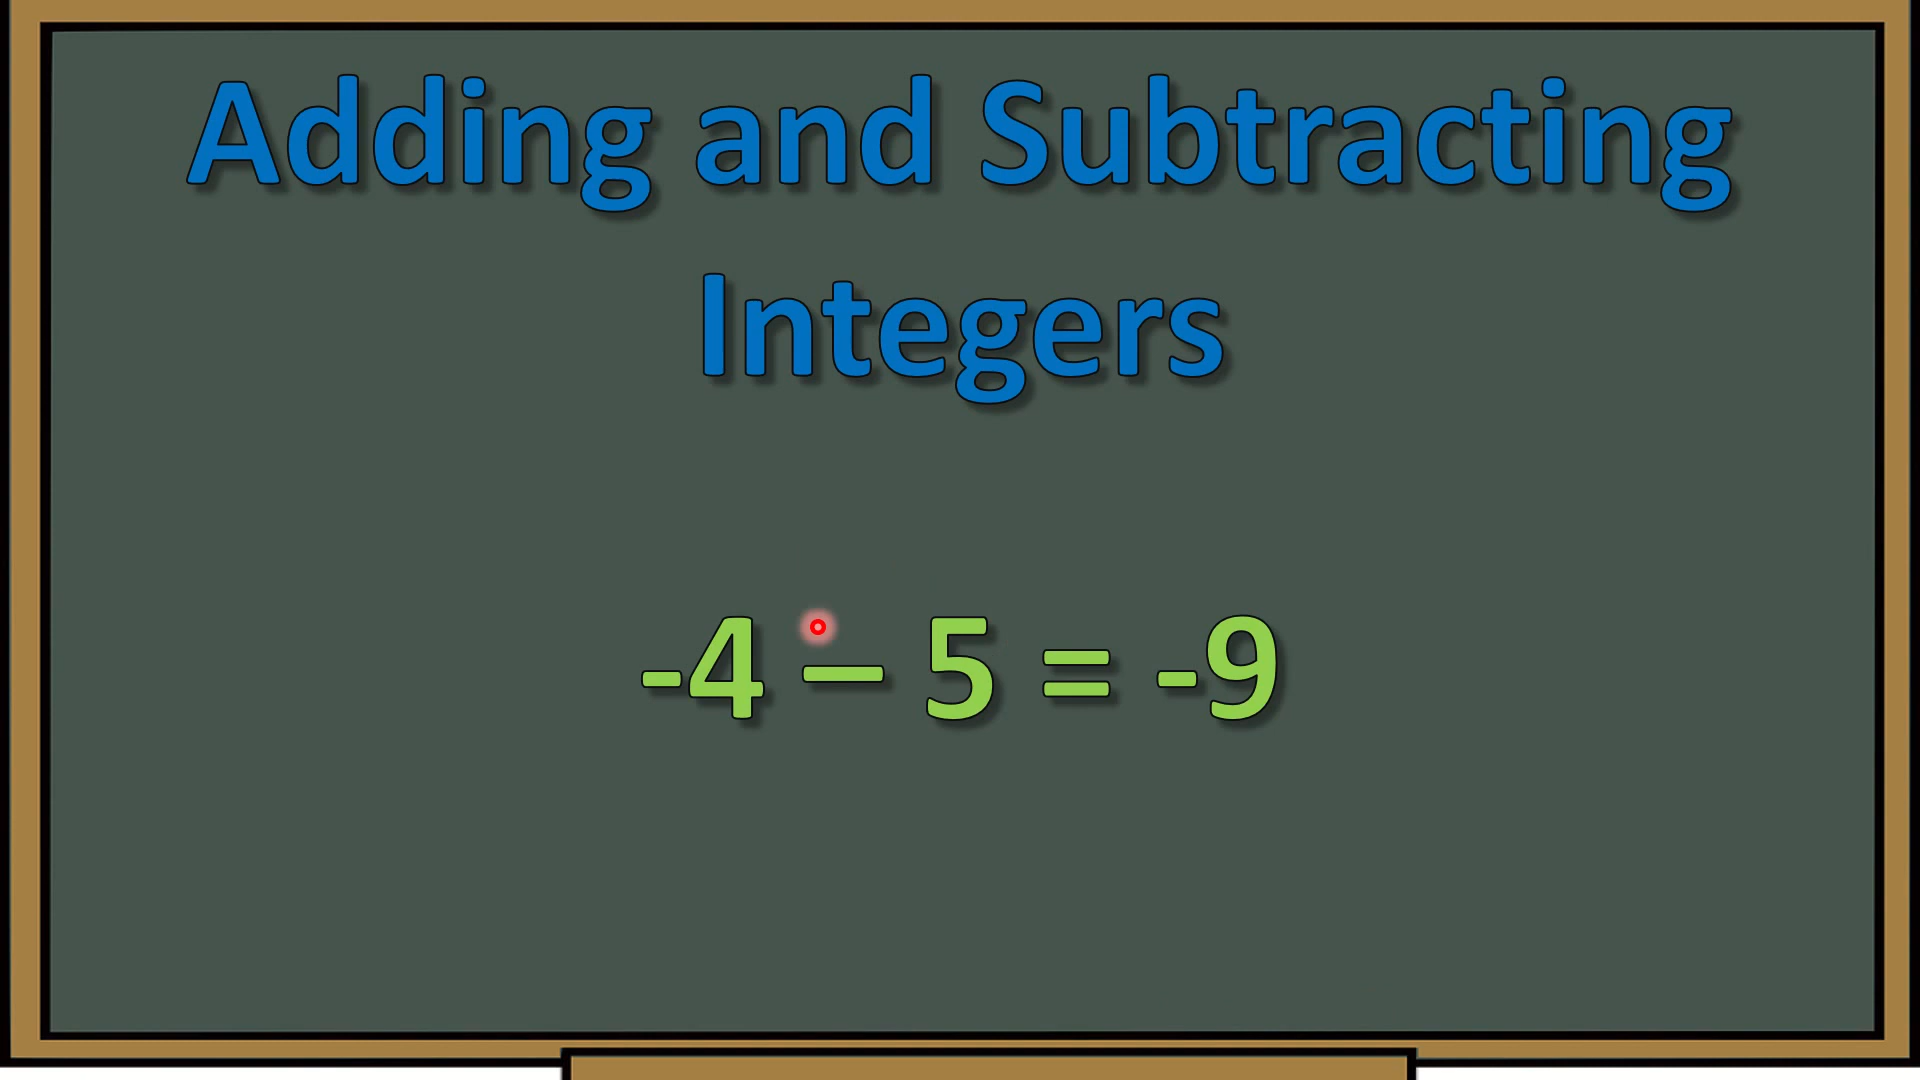 Adding and Subtracting
Integers
-4 – 5 = -9